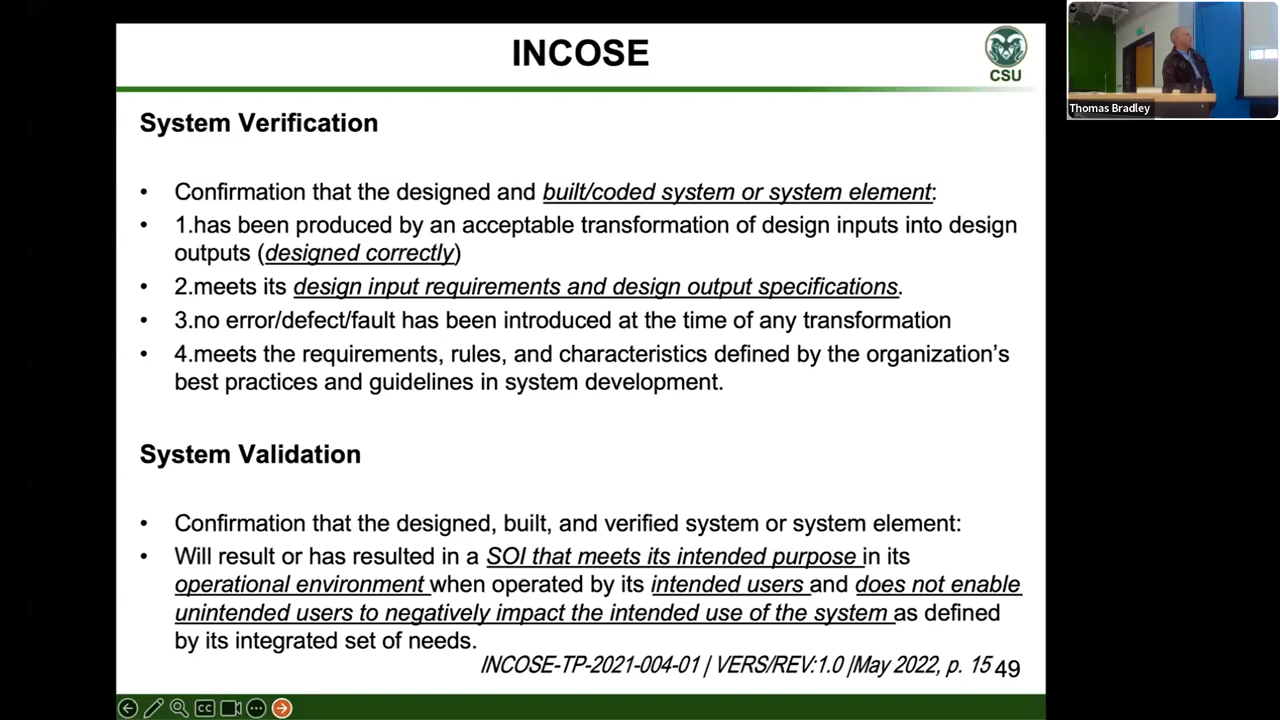 INCOSE
CSU
Thomas Bradley
System Verification
• Confirmation that the designed and built/coded system or system element:
• 1.has been produced by an acceptable transformation of design inputs into design
outputs (designed correctly)
• 2.meets its design input requirements and design output specifications.
• 3.no error/defect/fault has been introduced at the time of any transformation
• 4.meets the requirements, rules, and characteristics defined by the organization's
best practices and guidelines in system development.
System Validation
• Confirmation that the designed, built, and verified system or system element:
• Will result or has resulted in a SOI that meets its intended purpose in its
operational environment when operated by its intended users and does not enable
unintended users to negatively impact the intended use of the system as defined
by its integrated set of needs.
INCOSE-TP-2021-004-01 | VERS/REV:1.0 |May 2022, p. 15 49
CC